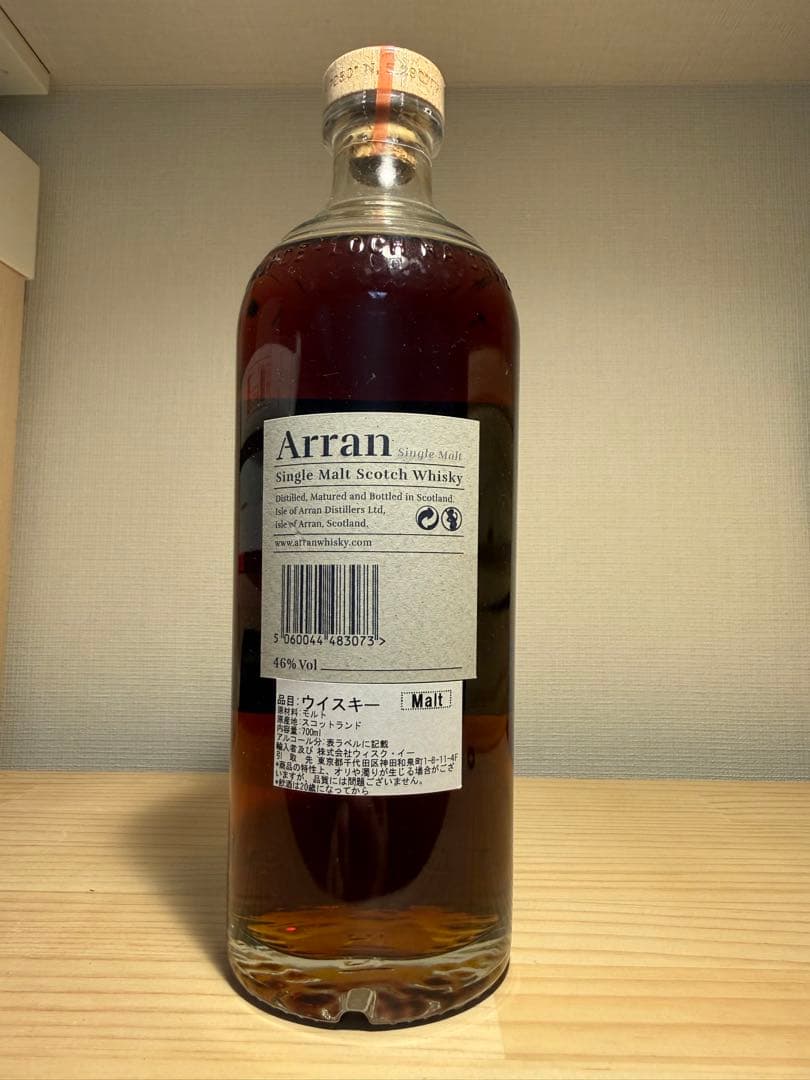 Arran Single Malt
Single Malt Scotch Whisky
Distilled, Matured and Bottled in Scotland.
Isle of Arran Distillers Ltd,
Isle of Arran, Scotland.
www.arranwhisky.com
5 060044 483073 >
46% Vol
品目:ウイスキー Malt
原材料:モルト
原産地:スコットランド
内容量:700ml
アルコール分:表ラベルに記載
輸入者及び 株式会社ウィスク・イー
引 取 先 東京都千代田区神田和泉町1-8-11-4F
*商品の特性上、オリや濁りが生じる場合がござ
いますが、品質には問題ございません。
*飲酒は20歳になってから